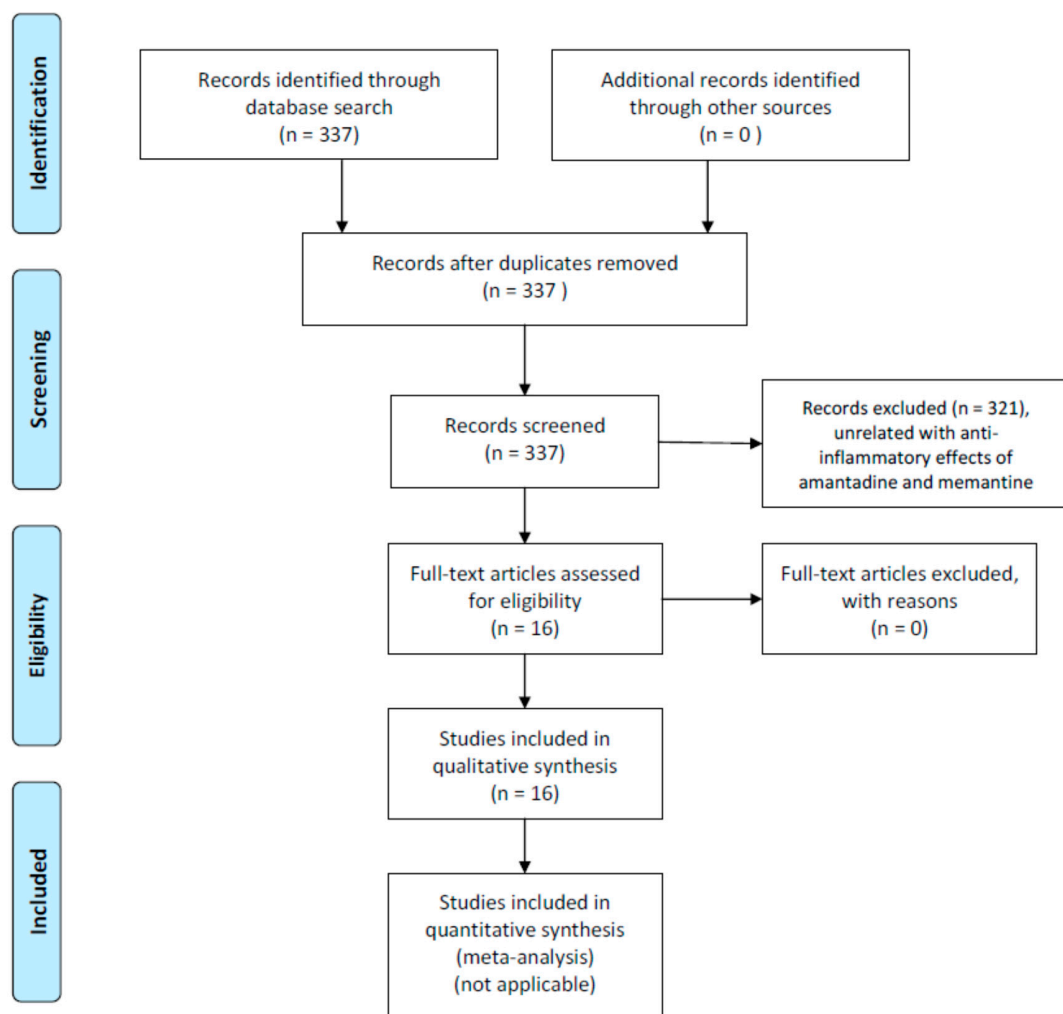 Identification
Records identified through
database search
(n = 337)
Additional records identified
through other sources
(n = 0 )
Records after duplicates removed
(n = 337 )
Screening
Records screened
(n = 337)
Records excluded (n = 321),
unrelated with anti-
inflammatory effects of
amantadine and memantine
Eligibility
Full-text articles assessed
for eligibility
(n = 16)
Full-text articles excluded,
with reasons
(n = 0)
Studies included in
qualitative synthesis
(n = 16)
Included
Studies included in
quantitative synthesis
(meta-analysis)
(not applicable)